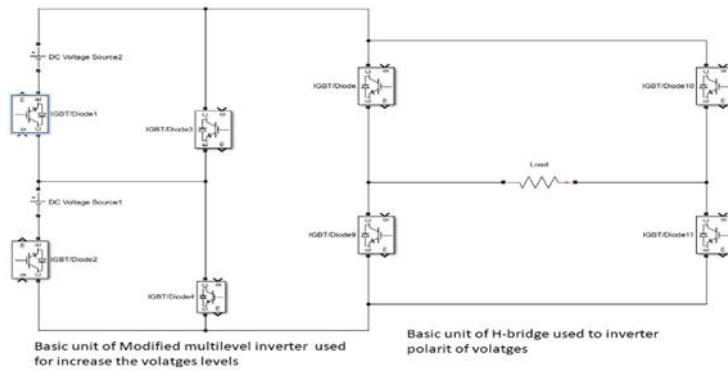 DC Voltage Source2
IGBT/Diode1
IGBT/Diode3
IGBT/Diode
IGBT/Diode10
Load
DC Voltage Source1
IGBT/Diode2
IGBT/Diode4
IGBT/Diode9
IGBT/Diode11
Basic unit of Modified multilevel inverter used
for increase the volatges levels
Basic unit of H-bridge used to inverter
polarit of volatges